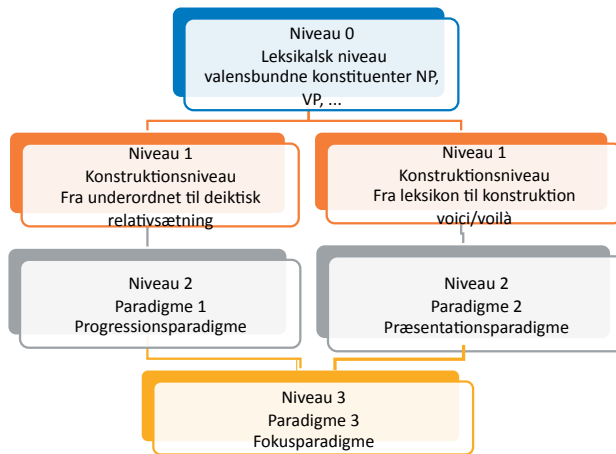 Niveau 0
Leksikalsk niveau
valensbundne konstituenter NP,
VP, ...
Niveau 1
Konstruktionsniveau
Fra underordnet til deiktisk
relativsætning
Niveau 1
Konstruktionsniveau
Fra leksikon til konstruktion
voici/voilà
Niveau 2
Paradigme 1
Progressionsparadigme
Niveau 2
Paradigme 2
Præsentationsparadigme
Niveau 3
Paradigme 3
Fokusparadigme